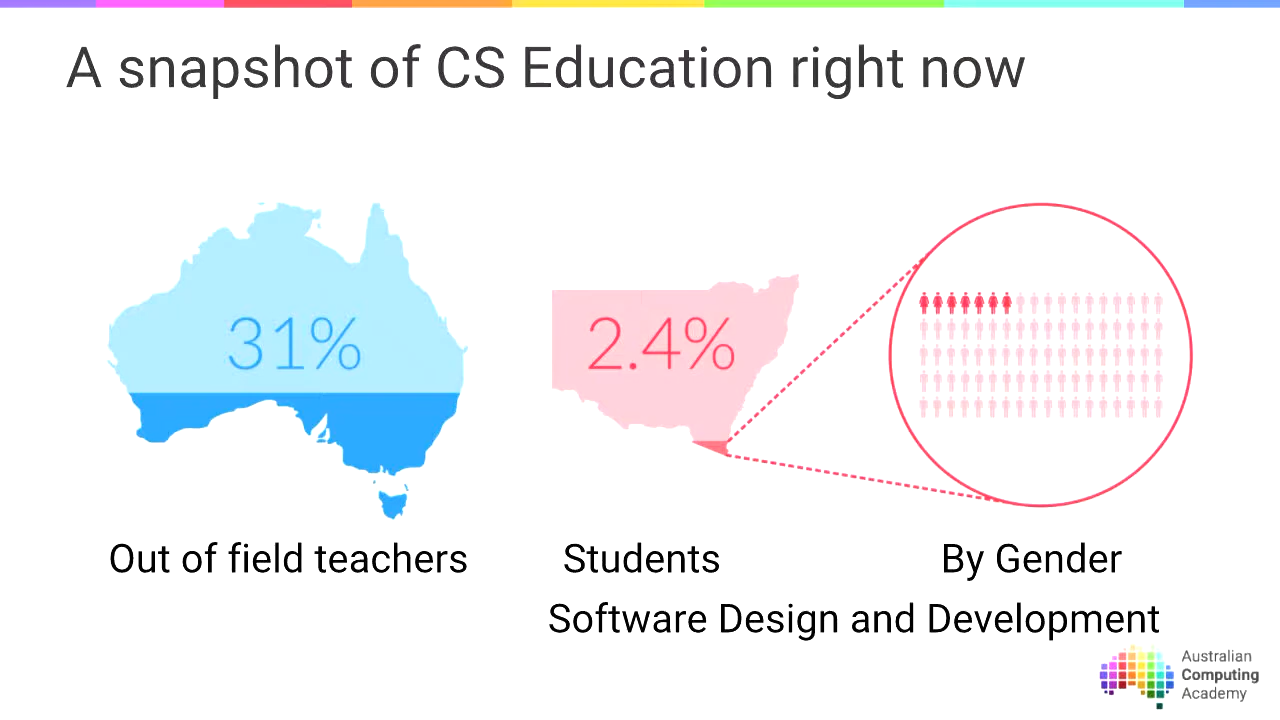 A snapshot of CS Education right now
31%
2.4%
Out of field teachers
Students
By Gender
Software Design and Development
Australian
Computing
Academy